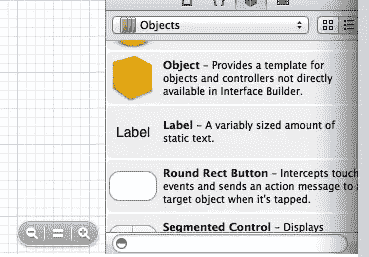 Objects
Object – Provides a template for
objects and controllers not directly
available in Interface Builder.
Label
Label – A variably sized amount of
static text.
Round Rect Button – Intercepts touch
events and sends an action message to
target object when it's tapped.
Segmented Control – Displays